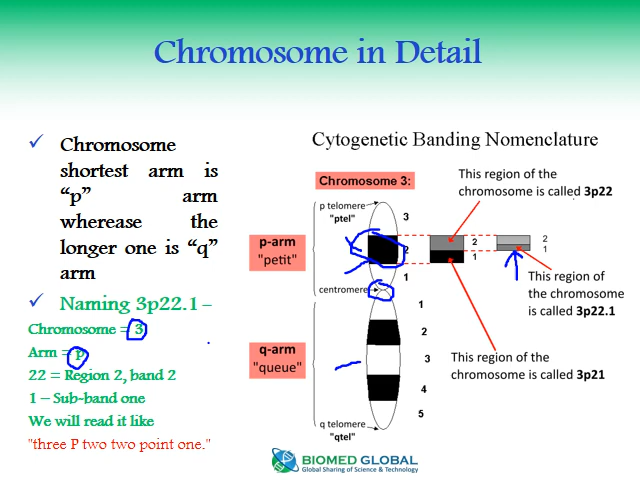 Chromosome in Detail
✓ Chromosome
shortest arm is
“p” arm
wherease the
longer one is “q”
arm
✓ Naming 3p22.1 –
Chromosome = 3
Arm = p
22 = Region 2, band 2
1 – Sub-band one
We will read it like
"three P two two point one."
Cytogenetic Banding Nomenclature
Chromosome 3:
This region of the
chromosome is called 3p22
p telomere
"ptel"
3
p-arm
"petit"
2
2
1
2
1
1
centromere
This region of
the chromosome
is called 3p22.1
1
2
q-arm
"queue"
3
This region of the
chromosome is called 3p21
4
5
q telomere
"qtel"
BIOMED GLOBAL
Global Sharing of Science & Technology